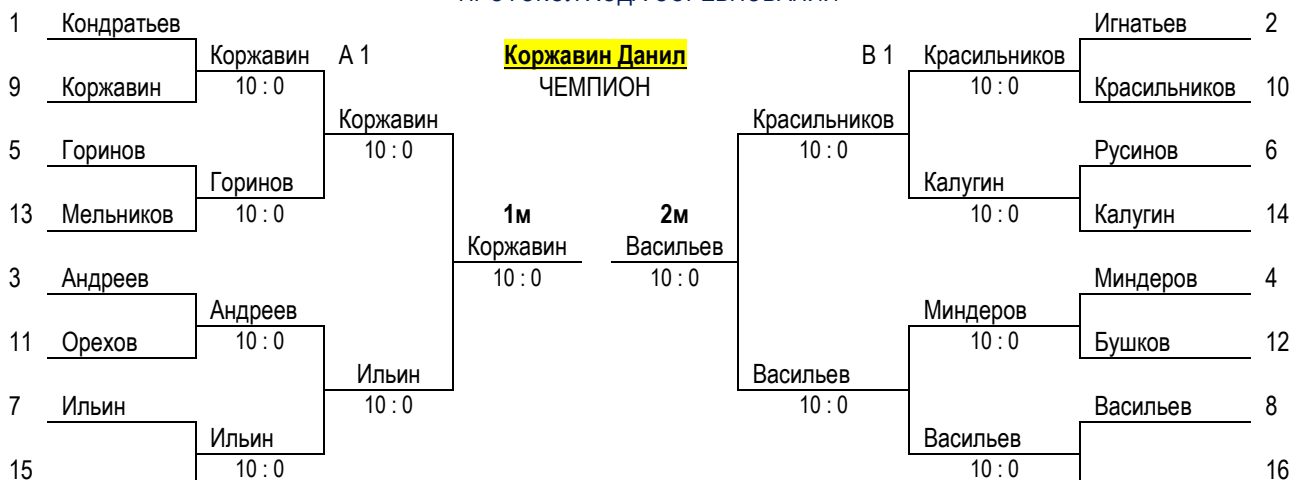 1 Кондратьев Игнатьев 2
Коржавин А 1 Коржавин Данил В 1 Красильников
9 Коржавин 10 : 0 ЧЕМПИОН 10 : 0 Красильников 10
Коржавин Красильников
5 Горинов 10 : 0 10 : 0 Русинов 6
Горинов Калугин
13 Мельников 10 : 0 1м 2м 10 : 0 Калугин 14
Коржавин Васильев
3 Андреев 10 : 0 10 : 0 Миндеров 4
Андреев Миндеров
11 Орехов 10 : 0 10 : 0 Бушков 12
Ильин Васильев
7 Ильин 10 : 0 10 : 0 Васильев 8
Ильин Васильев
15 10 : 0 10 : 0 16